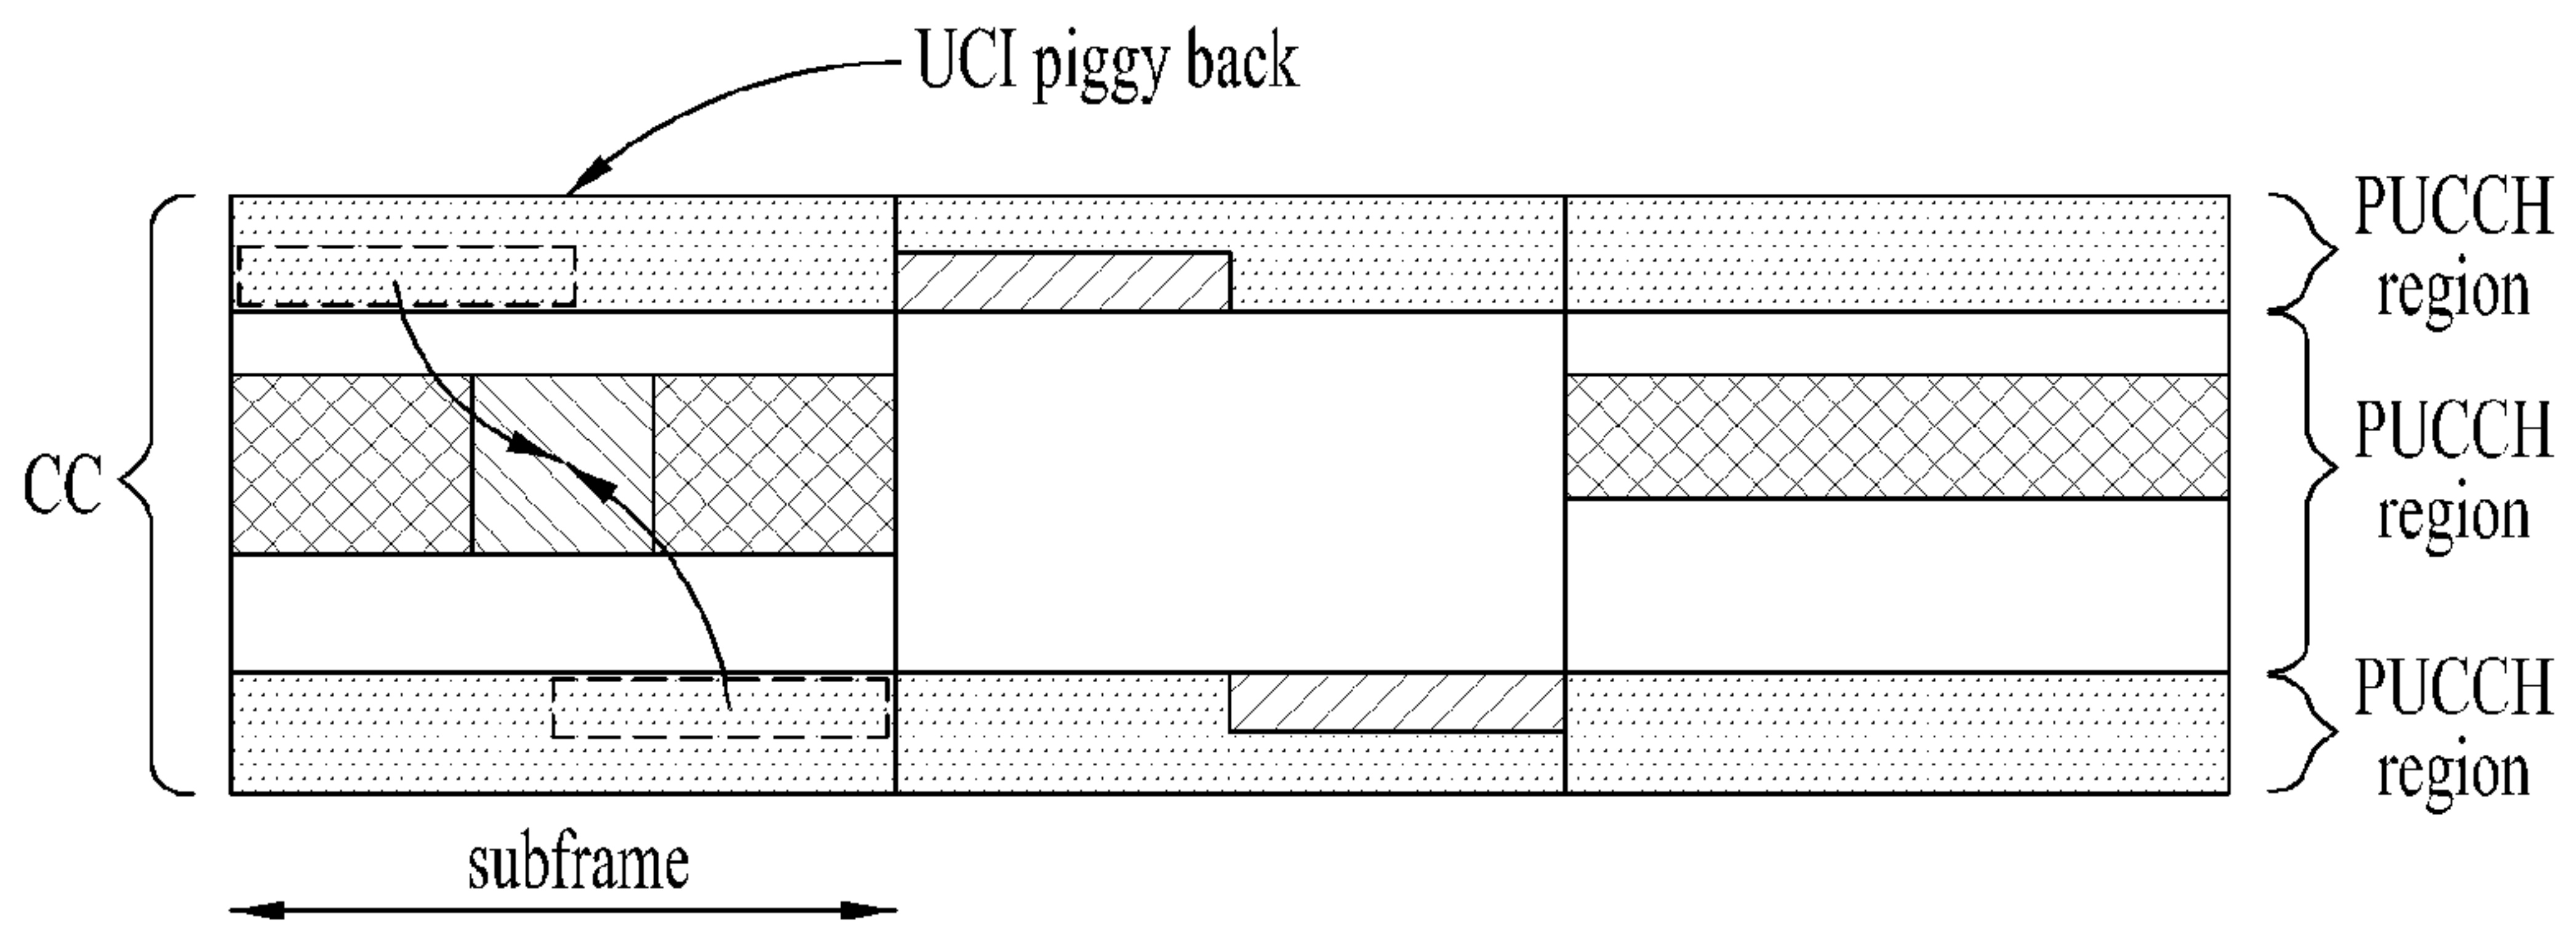 UCI piggy back
PUCCH
region
CC
PUCCH
region
PUCCH
region
subframe